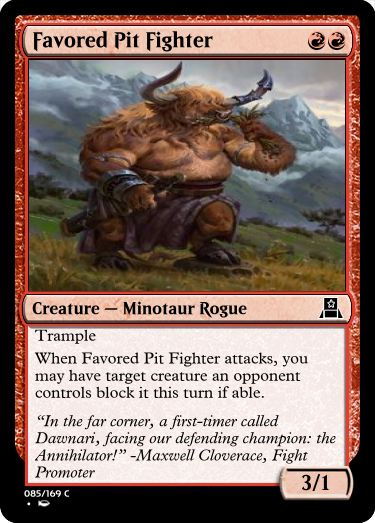 Favored Pit Fighter
Creature — Minotaur Rogue
Trample
When Favored Pit Fighter attacks, you
may have target creature an opponent
controls block it this turn if able.
“In the far corner, a first-timer called
Dawnari, facing our defending champion: the
Annihilator!” -Maxwell Cloverace, Fight
Promoter
3/1
085/169 C